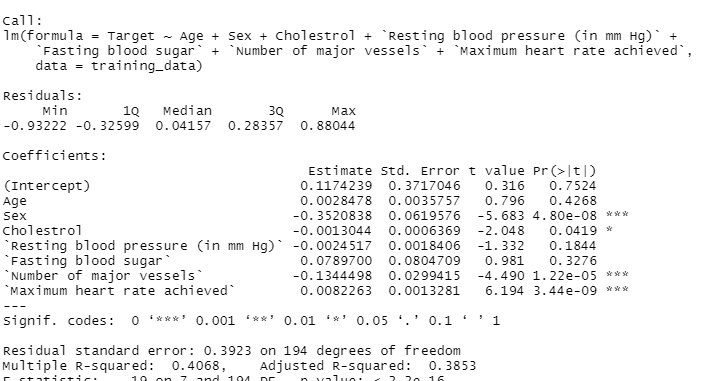 Call:
lm(formula = Target ~ Age + Sex + Cholestrol + `Resting blood pressure (in mm Hg)` +
    `Fasting blood sugar` + `Number of major vessels` + `Maximum heart rate achieved`,
    data = training_data)
Residuals:
     Min       1Q   Median       3Q      Max
-0.93222 -0.32599  0.04157  0.28357  0.88044
Coefficients:
                                      Estimate Std. Error t value Pr(>|t|)
(Intercept)                          0.1174239  0.3717046   0.316   0.7524
Age                                  0.0028478  0.0035757   0.796   0.4268
Sex                                 -0.3520838  0.0619576  -5.683 4.80e-08 ***
Cholestrol                          -0.0013044  0.0006369  -2.048   0.0419 *
`Resting blood pressure (in mm Hg)` -0.0024517  0.0018406  -1.332   0.1844
`Fasting blood sugar`                0.0789700  0.0804709   0.981   0.3276
`Number of major vessels`           -0.1344498  0.0299415  -4.490 1.22e-05 ***
`Maximum heart rate achieved`        0.0082263  0.0013281   6.194 3.44e-09 ***
---
Signif. codes:  0 ‘***’ 0.001 ‘**’ 0.01 ‘*’ 0.05 ‘.’ 0.1 ‘ ’ 1
Residual standard error: 0.3923 on 194 degrees of freedom
Multiple R-squared:  0.4068,    Adjusted R-squared:  0.3853
F-statistic:    19 on 7 and 194 DF,  p-value: < 2.2e-16